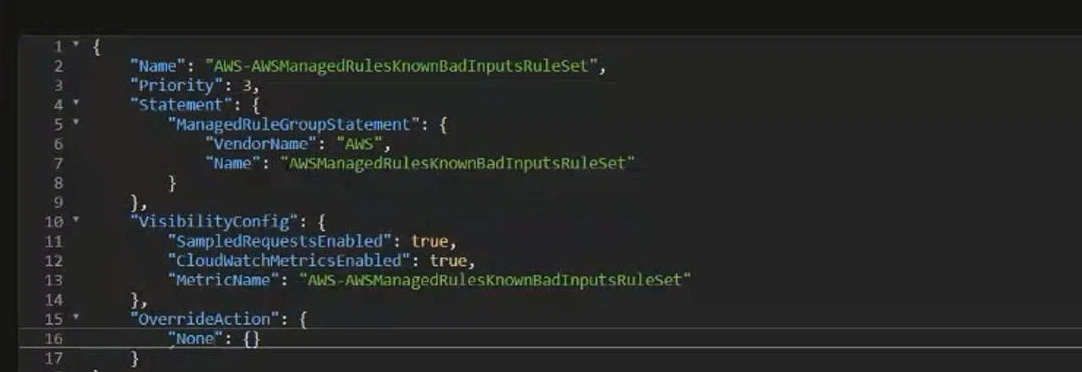 1 {
2 "Name": "AWS-AWSManagedRulesKnownBadInputsRuleSet",
3 "Priority": 3,
4 "Statement": {
5 "ManagedRuleGroupStatement": {
6 "VendorName": "AWS",
7 "Name": "AWSManagedRulesKnownBadInputsRuleSet"
8 }
9 },
10 "VisibilityConfig": {
11 "SampledRequestsEnabled": true,
12 "CloudWatchMetricsEnabled": true,
13 "MetricName": "AWS-AWSManagedRulesKnownBadInputsRuleSet"
14 },
15 "OverrideAction": {
16 "None": {}
17 }